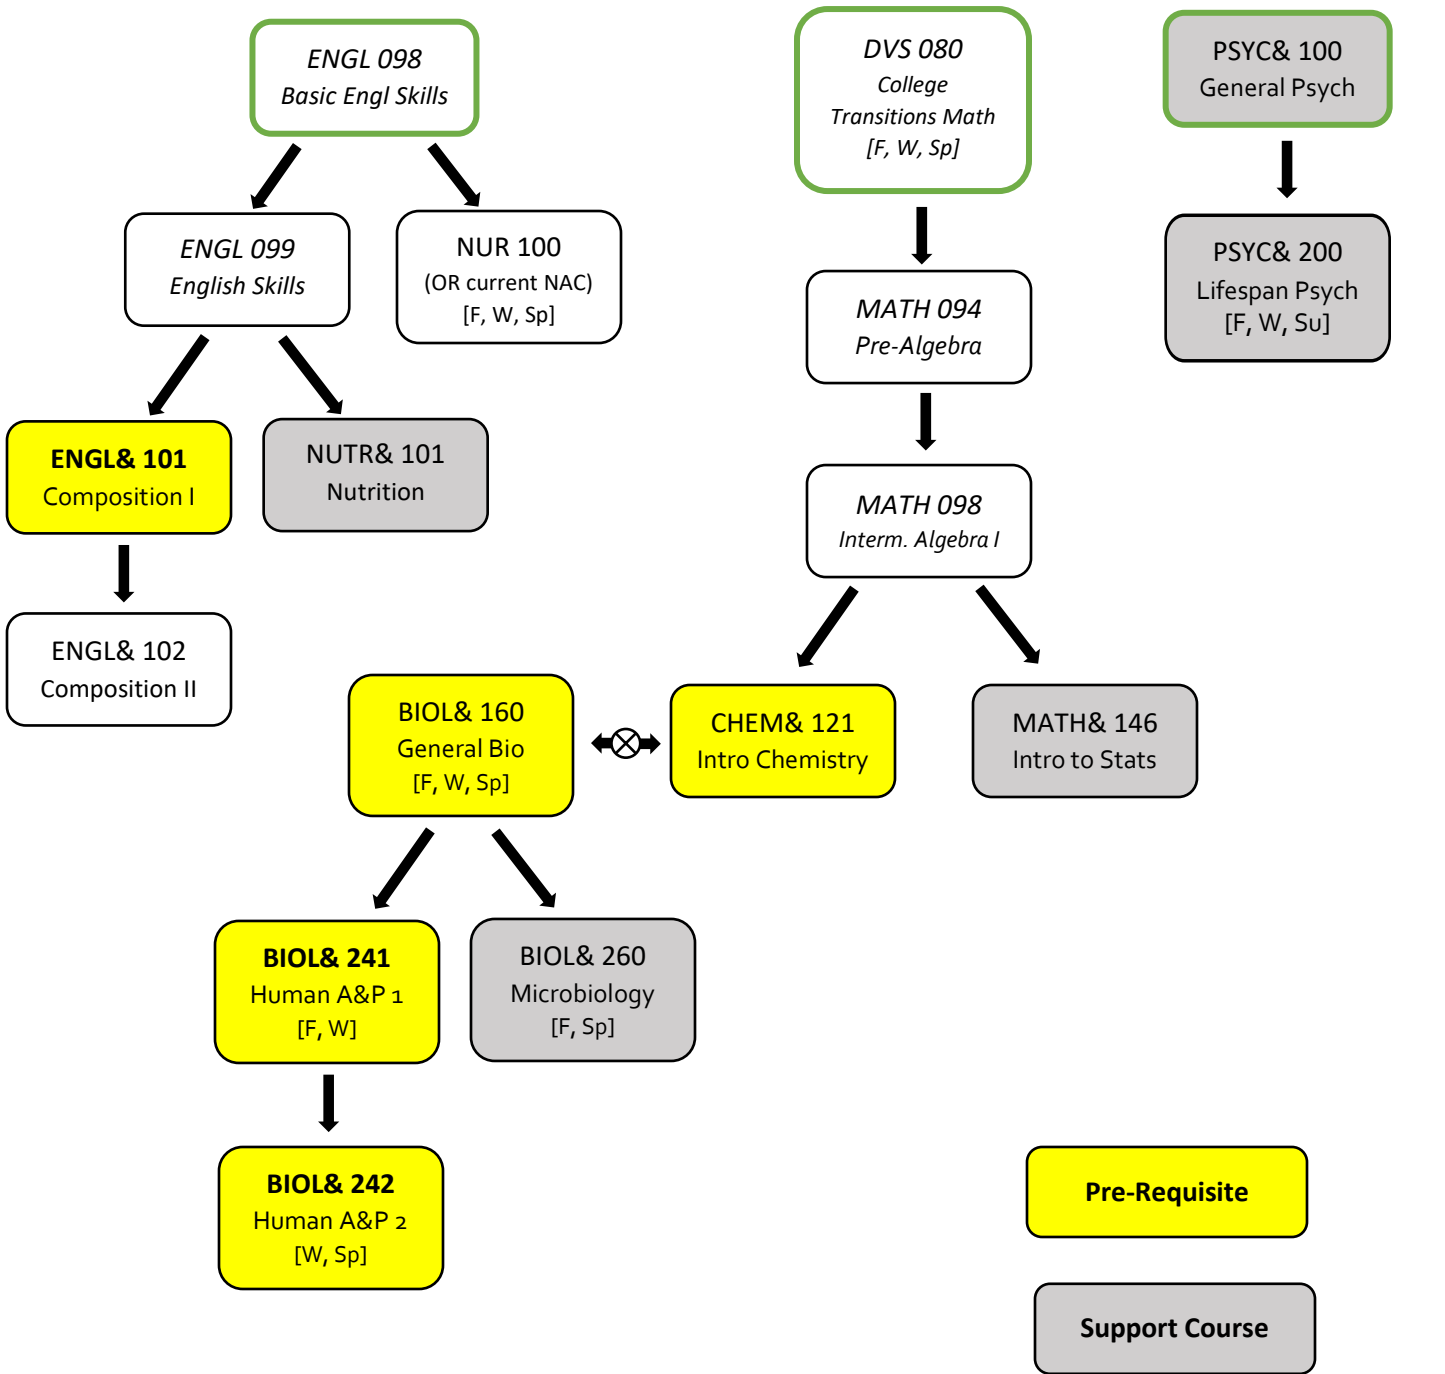 ENGL 098
Basic Engl Skills
DVS 080
College
Transitions Math
[F, W, Sp]
PSYC& 100
General Psych
ENGL 099
English Skills
NUR 100
(OR current NAC)
[F, W, Sp]
MATH 094
Pre-Algebra
PSYC& 200
Lifespan Psych
[F, W, Su]
ENGL& 101
Composition I
NUTR& 101
Nutrition
MATH 098
Interm. Algebra I
ENGL& 102
Composition II
BIOL& 160
General Bio
[F, W, Sp]
CHEM& 121
Intro Chemistry
MATH& 146
Intro to Stats
BIOL& 241
Human A&P 1
[F, W]
BIOL& 260
Microbiology
[F, Sp]
BIOL& 242
Human A&P 2
[W, Sp]
Pre-Requisite
Support Course